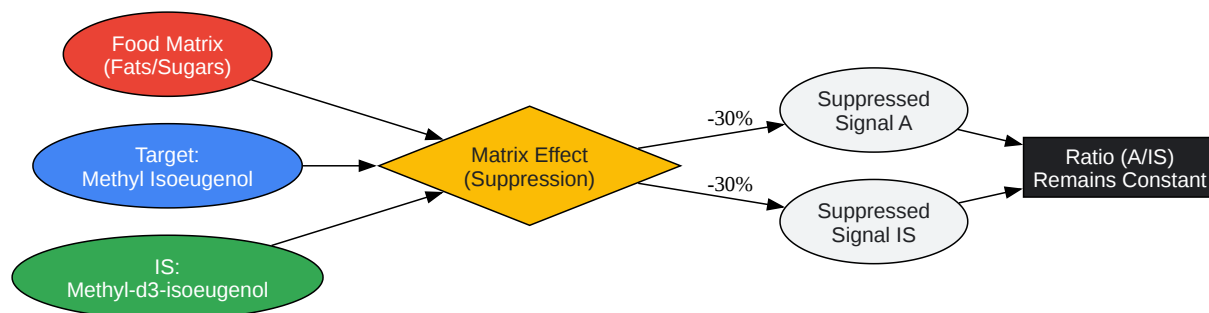 Food Matrix
(Fats/Sugars)
Target:
Methyl Isoeugenol
IS:
Methyl-d3-isoeugenol
Matrix Effect
(Suppression)
-30%
-30%
Suppressed
Signal A
Suppressed
Signal IS
Ratio (A/IS)
Remains Constant